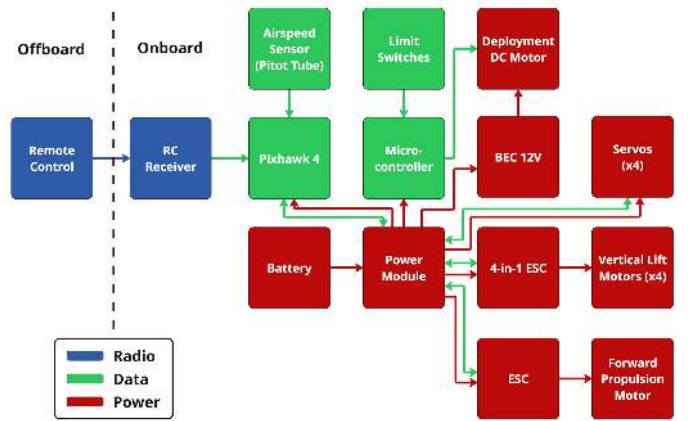 Offboard
Onboard
Airspeed
Sensor
(Pitot Tube)
Limit
Switches
Deployment
DC Motor
Remote
Control
RC
Receiver
Pixhawk 4
Micro-
controller
BEC 12V
Servos
(x4)
Battery
Power
Module
4-in-1 ESC
Vertical Lift
Motors (x4)
Radio
Data
Power
ESC
Forward
Propulsion
Motor